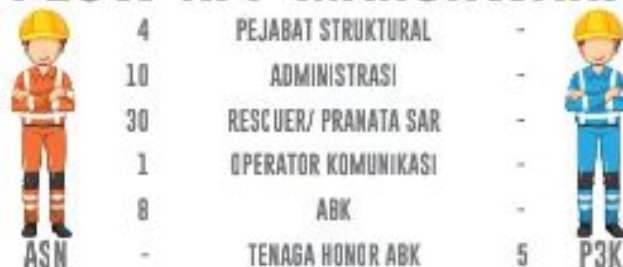 4 PEJABAT STRUKTURAL -
10 ADMINISTRASI -
30 RESCUER/ PRANATA SAR -
1 OPERATOR KOMUNIKASI -
8 ABK -
ASN - TENAGA HONOR ABK 5 P3K